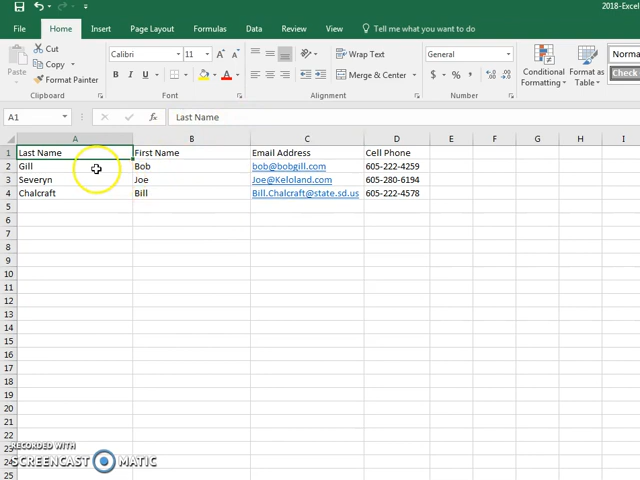 2018-Excel
File Home Insert Page Layout Formulas Data Review View Tell me what you want to do
Cut
Copy
Format Painter
Paste
Clipboard
Calibri 11
B I U
Font
Wrap Text
Merge & Center
Alignment
General
$ % ,
Number
Conditional Formatting
Format as Table
Norma
Check
A1 fx Last Name
A B C D E F G H I
1 Last Name First Name Email Address Cell Phone
2 Gill Bob bob@bobgill.com 605-222-4259
3 Severyn Joe Joe@Keloland.com 605-280-6194
4 Chalcraft Bill Bill.Chalcraft@state.sd.us 605-222-4578
5
6
7
8
9
10
11
12
13
14
15
16
17
18
19
20
21
22
23
24
25
RECORDED WITH
SCREENCAST MATIC